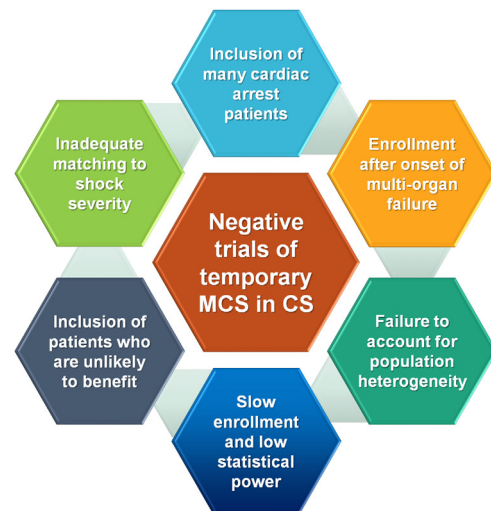 Inclusion of
many cardiac
arrest
patients
Enrollment
after onset of
multi-organ
failure
Failure to
account for
population
heterogeneity
Slow
enrollment
and low
statistical
power
Inclusion of
patients who
are unlikely
to benefit
Inadequate
matching to
shock
severity
Negative
trials of
temporary
MCS in CS